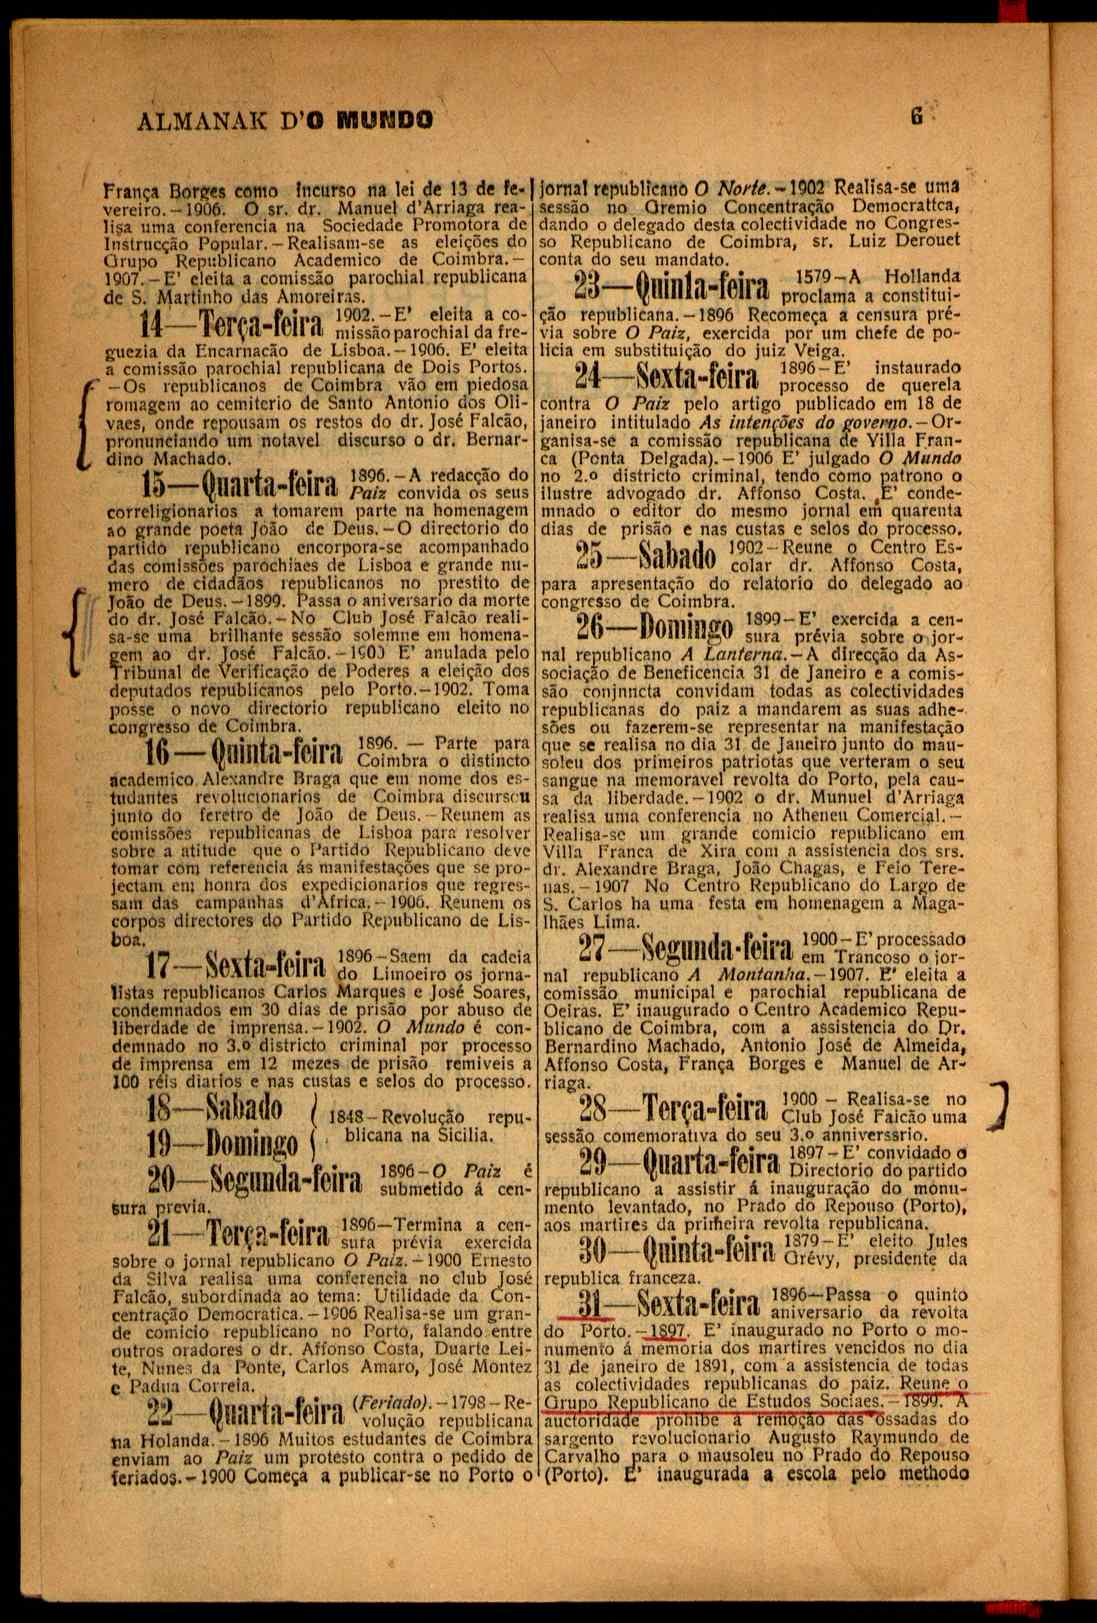 ALMANAK D'O MUNDO
6
França Borges como incurso na lei de 13 de fe-
vereiro.—1906. O sr. dr. Manuel d'Arriaga rea-
lisa uma conferencia na Sociedade Promotora de
Instrucção Popular.—Realisam-se as eleições do
Grupo Republicano Academico de Coimbra.—
1907.—E' eleita a comissão parochial republicana
de S. Martinho das Amoreiras.
14—Terça-feira 1902.—E' eleita a co-
missão parochial da fre-
guezia da Encarnacão de Lisboa.—1906. E' eleita
a comissão parochial republicana de Dois Portos.
—Os republicanos de Coimbra vão em piedosa
romagem ao cemiterio de Santo Antonio dos Oli-
vaes, onde repousam os restos do dr. José Falcão,
pronunciando um notavel discurso o dr. Bernar-
dino Machado.
15—Quarta-feira 1896.—A redacção do
Paiz convida os seus
correligionarios a tomarem parte na homenagem
ao grande poeta João de Deus.—O directorio do
partido republicano encorpora-se acompanhado
das comissões parochiaes de Lisboa e grande nu-
mero de cidadãos republicanos no prestito de
João de Deus.—1899. Passa o aniversario da morte
do dr. José Falcão.—No Club José Falcão reali-
sa-se uma brilhante sessão solemne em homena-
gem ao dr. José Falcão.—1900 E' anulada pelo
Tribunal de Verificação de Poderes a eleição dos
deputados republicanos pelo Porto.—1902. Toma
posse o novo directorio republicano eleito no
congresso de Coimbra.
16—Quinta-feira 1896. — Parte para
Coimbra o distincto
academico Alexandre Braga que em nome dos es-
tudantes revolucionarios de Coimbra discursou
junto do feretro de João de Deus.—Reunem as
comissões republicanas de Lisboa para resolver
sobre a atitude que o Partido Republicano deve
tomar com referencia ás manifestações que se pro-
jectam em honra dos expedicionarios que regres-
sam das campanhas d'Africa.—1906. Reunem os
corpos directores do Partido Republicano de Lis-
boa.
17—Sexta-feira 1896—Saem da cadeia
do Limoeiro os jorna-
listas republicanos Carlos Marques e José Soares,
condemnados em 30 dias de prisão por abuso de
liberdade de imprensa.—1902. O Mundo é con-
demnado no 3.º districto criminal por processo
de imprensa em 12 mezes de prisão remiveis a
100 réis diarios e nas custas e selos do processo.
18—Sabado
19—Domingo
1848—Revolução repu-
blicana na Sicilia.
20—Segunda-feira 1896—O Paiz é
submetido á cen-
sura previa.
21—Terça-feira 1896—Termina a cen-
sura prévia exercida
sobre o jornal republicano O Paiz.—1900 Ernesto
da Silva realisa uma conferencia no club José
Falcão, subordinada ao tema: Utilidade da Con-
centração Democratica.—1906 Realisa-se um gran-
de comicio republicano no Porto, falando entre
outros oradores o dr. Affonso Costa, Duarte Lei-
te, Nunes da Ponte, Carlos Amaro, José Montez
e Padua Correia.
22—Quarta-feira (Feriado).—1798—Re-
volução republicana
na Holanda.—1896 Muitos estudantes de Coimbra
enviam ao Paiz um protesto contra o pedido de
feriados.—1900 Começa a publicar-se no Porto o
jornal republicano O Norte.—1902 Realisa-se uma
sessão no Gremio Concentração Democrattca,
dando o delegado desta colectividade no Congres-
so Republicano de Coimbra, sr. Luiz Derouet
conta do seu mandato.
23—Quinta-feira 1579—A Hollanda
proclama a constitui-
ção republicana.—1896 Recomeça a censura pré-
via sobre O Paiz, exercida por um chefe de po-
licia em substituição do juiz Veiga.
24—Sexta-feira 1896—E' instaurado
processo de querela
contra O Paiz pelo artigo publicado em 18 de
janeiro intitulado As intenções do governo.—Or-
ganisa-se a comissão republicana de Villa Fran-
ca (Ponta Delgada).—1906 E' julgado O Mundo
no 2.º districto criminal, tendo como patrono o
ilustre advogado dr. Affonso Costa. E' conde-
mnado o editor do mesmo jornal em quarenta
dias de prisão e nas custas e selos do processo.
25—Sabado 1902—Reune o Centro Es-
colar dr. Affonso Costa,
para apresentação do relatorio do delegado ao
congresso de Coimbra.
26—Domingo 1899—E' exercida a cen-
sura prévia sobre o jor-
nal republicano A Lanterna.—A direcção da As-
sociação de Beneficencia 31 de Janeiro e a comis-
são conjnncta convidam todas as colectividades
republicanas do paiz a mandarem as suas adhe-
sões ou fazerem-se representar na manifestação
que se realisa no dia 31 de Janeiro junto do mau-
soleu dos primeiros patriotas que verteram o seu
sangue na memoravel revolta do Porto, pela cau-
sa da liberdade.—1902 o dr. Munuel d'Arriaga
realisa uma conferencia no Atheneu Comercial.—
Realisa-se um grande comicio republicano em
Villa Franca de Xira com a assistencia dos srs.
dr. Alexandre Braga, João Chagas, e Feio Tere-
nas.—1907 No Centro Republicano do Largo de
S. Carlos ha uma festa em homenagem a Maga-
lhães Lima.
27—Segunda-feira 1900—E' processado
em Trancoso o jor-
nal republicano A Montanha.—1907. E' eleita a
comissão municipal e parochial republicana de
Oeiras. E' inaugurado o Centro Academico Repu-
blicano de Coimbra, com a assistencia do Dr.
Bernardino Machado, Antonio José de Almeida,
Affonso Costa, França Borges e Manuel de Ar-
riaga.
28—Terça-feira 1900 — Realisa-se no
Club José Falcão uma
sessão comemorativa do seu 3.º anniverssrio.
29—Quarta-feira 1897—E' convidado o
Directorio do partido
republicano a assistir á inauguração do monu-
mento levantado, no Prado do Repouso (Porto),
aos martires da primeira revolta republicana.
30—Quinta-feira 1879—E' eleito Jules
Grévy, presidente da
republica franceza.
31—Sexta-feira 1896—Passa o quinto
aniversario da revolta
do Porto.—1897. E' inaugurado no Porto o mo-
numento á memoria dos martires vencidos no dia
31 de janeiro de 1891, com a assistencia de todas
as colectividades republicanas do paiz. Reune o
Grupo Republicano de Estudos Sociaes.—1899. A
auctoridade prohibe a remoção das ossadas do
sargento revolucionario Augusto Raymundo de
Carvalho para o mausoleu no Prado do Repouso
(Porto). E' inaugurada a escola pelo methodo